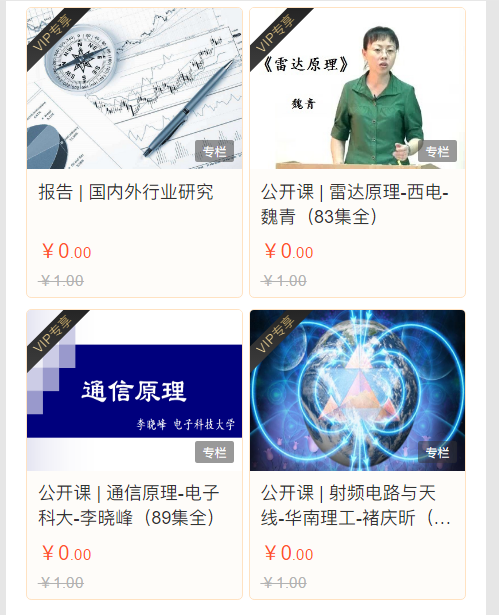 VIP专享
专栏
报告 | 国内外行业研究
￥0.00
￥1.00
VIP专享
《雷达原理》
魏青
专栏
公开课 | 雷达原理-西电-
魏青（83集全）
￥0.00
￥1.00
VIP专享
通信原理
李晓峰 电子科技大学
专栏
公开课 | 通信原理-电子
科大-李晓峰（89集全）
￥0.00
￥1.00
VIP专享
专栏
公开课 | 射频电路与天
线-华南理工-褚庆昕（…
￥0.00
￥1.00